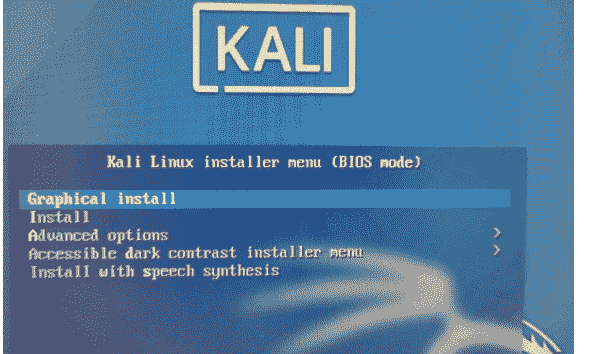 KALI
Kali Linux installer menu (BIOS mode)
Graphical install
Install
Advanced options >
Accessible dark contrast installer menu >
Install with speech synthesis